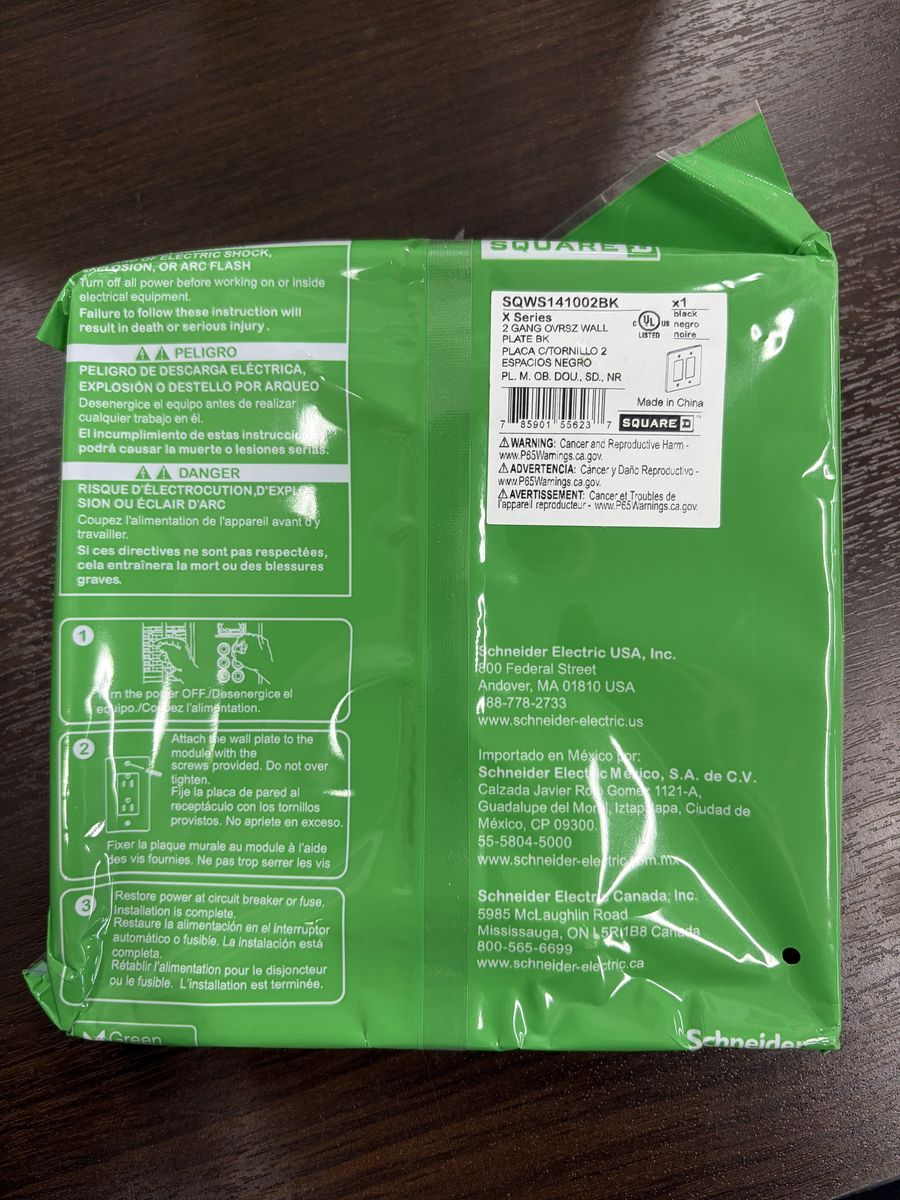 OF ELECTRIC SHOCK,
EXPLOSION, OR ARC FLASH
Turn off all power before working on or inside
electrical equipment.
Failure to follow these instruction will
result in death or serious injury.
PELIGRO
PELIGRO DE DESCARGA ELÉCTRICA,
EXPLOSIÓN O DESTELLO POR ARQUEO
Desenergice el equipo antes de realizar
cualquier trabajo en él.
El incumplimiento de estas instruccio
podrá causar la muerte o lesiones serias.
DANGER
RISQUE D'ÉLECTROCUTION,D'EXPL
SION OU ÉCLAIR D'ARC
Coupez l'alimentation de l'appareil avant d'y
travailler.
Si ces directives ne sont pas respectées,
cela entraînera la mort ou des blessures
graves.
1
Turn the power OFF./Desenergice el
equipo./Coupez l'alimentation.
2
Attach the wall plate to the
module with the
screws provided. Do not over
tighten.
Fije la placa de pared al
receptáculo con los tornillos
provistos. No apriete en exceso.
Fixer la plaque murale au module à l'aide
des vis fournies. Ne pas trop serrer les vis
3
Restore power at circuit breaker or fuse.
Installation is complete.
Restaure la alimentación en el interruptor
automático o fusible. La instalación está
completa.
Rétablir l'alimentation pour le disjoncteur
ou le fusible. L'installation est terminée.
Green
SQUARE D
SQWS141002BK x1
X Series
2 GANG OVRSZ WALL
PLATE BK
PLACA C/TORNILLO 2
ESPACIOS NEGRO
PL. M. OB. DOU., SD., NR
C UL US
LISTED
black
negro
noire
Made in China
7 85901 55623 7
SQUARE D
WARNING: Cancer and Reproductive Harm -
www.P65Warnings.ca.gov.
ADVERTENCIA: Cáncer y Daño Reproductivo -
www.P65Warnings.ca.gov.
AVERTISSEMENT: Cancer et Troubles de
l'appareil reproducteur - www.P65Warnings.ca.gov.
Schneider Electric USA, Inc.
800 Federal Street
Andover, MA 01810 USA
888-778-2733
www.schneider-electric.us
Importado en México por:
Schneider Electric México, S.A. de C.V.
Calzada Javier Rojo Gomez 1121-A,
Guadalupe del Moral, Iztapalapa, Ciudad de
México, CP 09300.
55-5804-5000
www.schneider-electric.com.mx
Schneider Electric Canada, Inc.
5985 McLaughlin Road
Mississauga, ON L5R 1B8 Canada
800-565-6699
www.schneider-electric.ca
Schneider